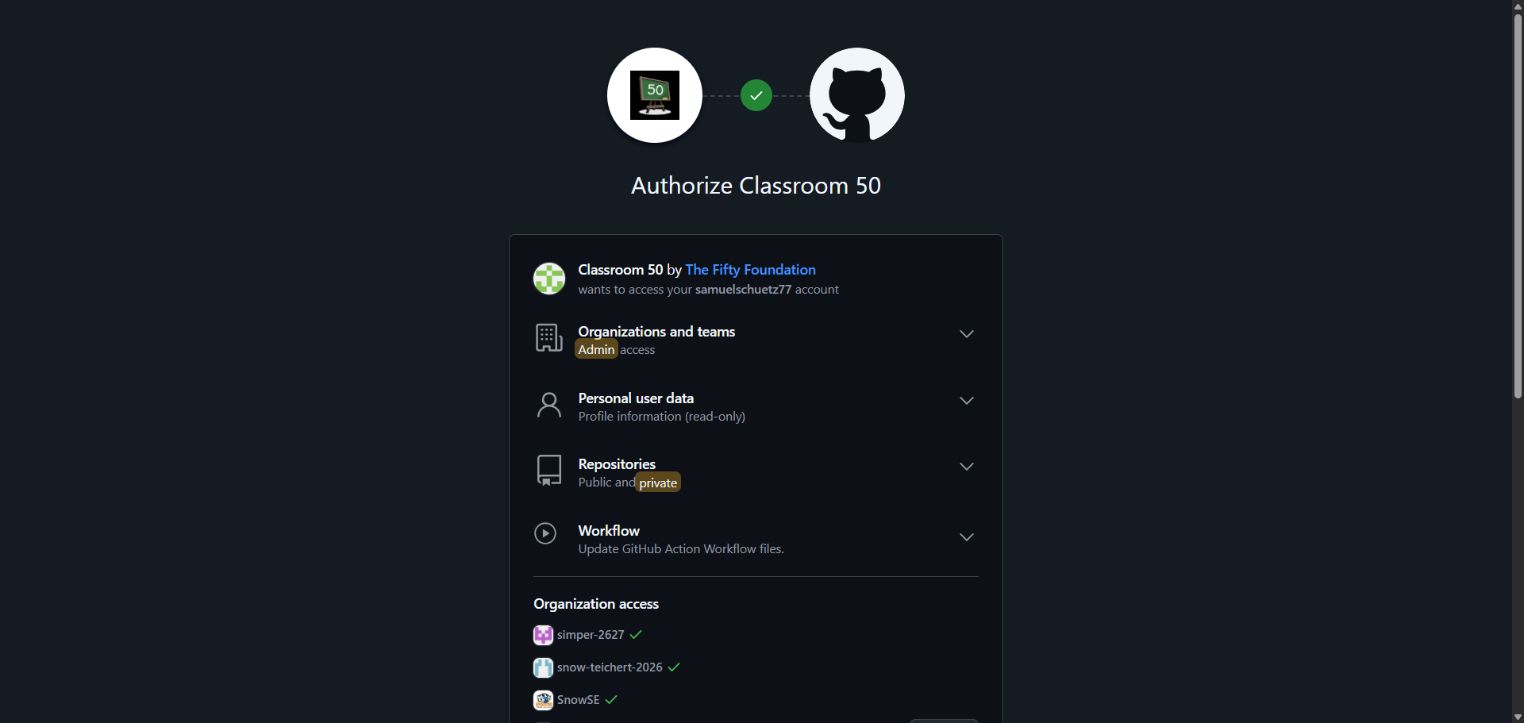 50
Authorize Classroom 50
Classroom 50 by The Fifty Foundation
wants to access your samuelschuetz77 account
Organizations and teams
Admin access
Personal user data
Profile information (read-only)
Repositories
Public and private
Workflow
Update GitHub Action Workflow files.
Organization access
simper-2627
snow-teichert-2026
SnowSE